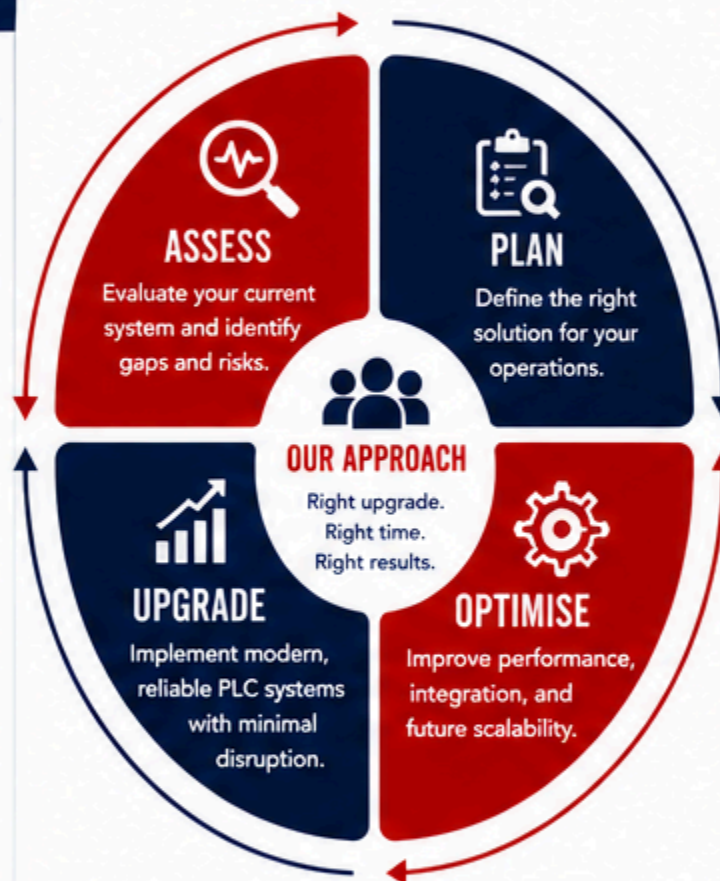 ASSESS
Evaluate your current
system and identify
gaps and risks.
PLAN
Define the right
solution for your
operations.
OUR APPROACH
Right upgrade.
Right time.
Right results.
UPGRADE
Implement modern,
reliable PLC systems
with minimal
disruption.
OPTIMISE
Improve performance,
integration, and
future scalability.